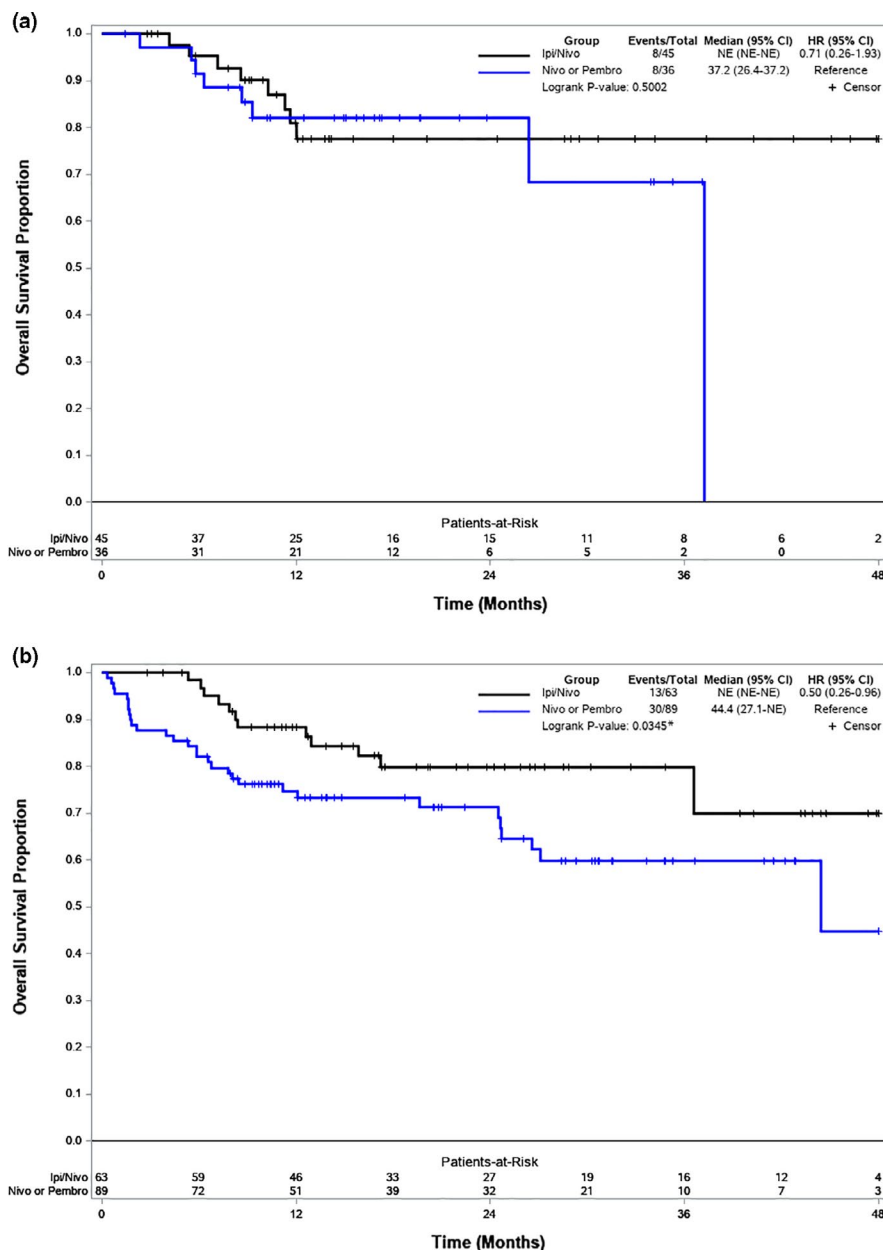 (a)
Group Events/Total Median (95% CI) HR (95% CI)
Ipi/Nivo 8/45 NE (NE-NE) 0.71 (0.26-1.93)
Nivo or Pembro 8/36 37.2 (26.4-37.2) Reference
Logrank P-value: 0.5002 + Censor
1.0
0.9
0.8
0.7
0.6
0.5
0.4
0.3
0.2
0.1
0.0
Overall Survival Proportion
Patients-at-Risk
Ipi/Nivo 45 37 25 16 15 11 8 6 2
Nivo or Pembro 36 31 21 12 6 5 2 0
0 12 24 36 48
Time (Months)
(b)
Group Events/Total Median (95% CI) HR (95% CI)
Ipi/Nivo 13/63 NE (NE-NE) 0.50 (0.26-0.96)
Nivo or Pembro 30/89 44.4 (27.1-NE) Reference
Logrank P-value: 0.0345* + Censor
1.0
0.9
0.8
0.7
0.6
0.5
0.4
0.3
0.2
0.1
0.0
Overall Survival Proportion
Patients-at-Risk
Ipi/Nivo 63 59 46 33 27 19 16 12 4
Nivo or Pembro 89 72 51 39 32 21 10 7 3
0 12 24 36 48
Time (Months)